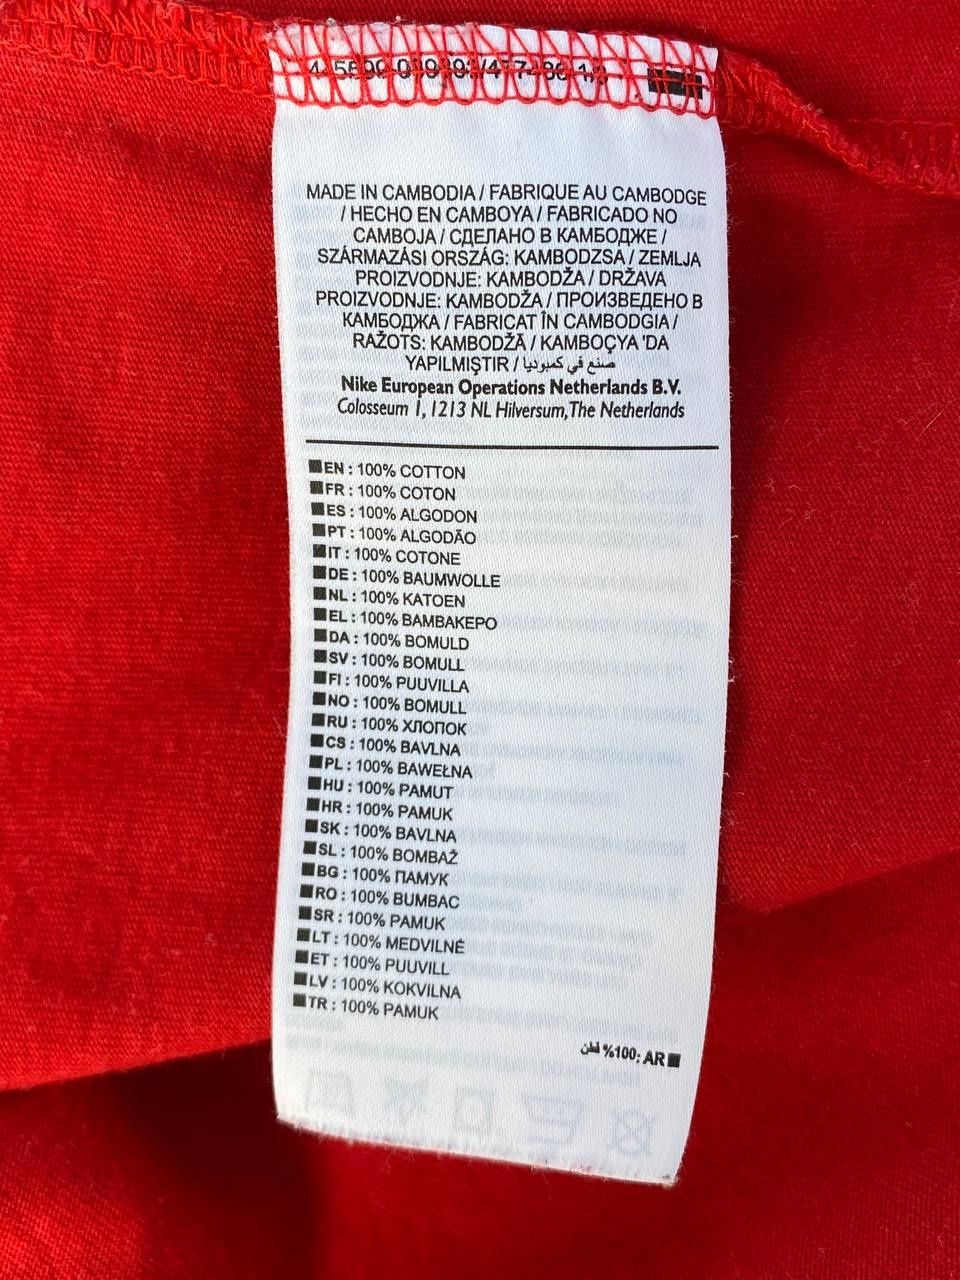 MADE IN CAMBODIA / FABRIQUE AU CAMBODGE
/ HECHO EN CAMBOYA / FABRICADO NO
CAMBOJA / СДЕЛАНО В КАМБОДЖЕ /
SZÁRMAZÁSI ORSZÁG: KAMBODZSA / ZEMLJA
PROIZVODNJE: KAMBODŽA / DRŽAVA
PROIZVODNJE: KAMBODŽA / ПРОИЗВЕДЕНО В
КАМБОДЖА / FABRICAT ÎN CAMBODGIA /
RAŽOTS: KAMBODŽĀ / KAMBOÇYA 'DA
YAPILMIŞTIR / صنع في كمبوديا
Nike European Operations Netherlands B.V.
Colosseum 1, 1213 NL Hilversum, The Netherlands
EN : 100% COTTON
FR : 100% COTON
ES : 100% ALGODON
PT : 100% ALGODÃO
IT : 100% COTONE
DE : 100% BAUMWOLLE
NL : 100% KATOEN
EL : 100% ΒΑΜΒΑΚΕΡΟ
DA : 100% BOMULD
SV : 100% BOMULL
FI : 100% PUUVILLA
NO : 100% BOMULL
RU : 100% ХЛОПОК
CS : 100% BAVLNA
PL : 100% BAWEŁNA
HU : 100% PAMUT
HR : 100% PAMUK
SK : 100% BAVLNA
SL : 100% BOMBAŽ
BG : 100% ПАМУК
RO : 100% BUMBAC
SR : 100% PAMUK
LT : 100% MEDVILNĖ
ET : 100% PUUVILL
LV : 100% KOKVILNA
TR : 100% PAMUK
AR :100% قطن